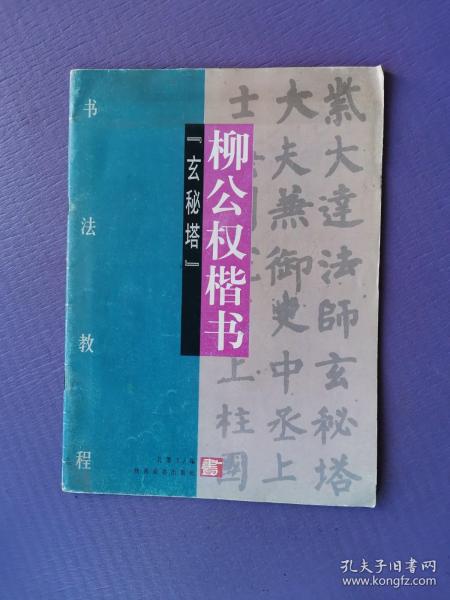 书法教程
柳公权楷书
『玄秘塔』
紫大達法師玄秘塔
大夫兼御史中丞上
士
上柱國
書
孔夫子旧书网
www.kongfz.com